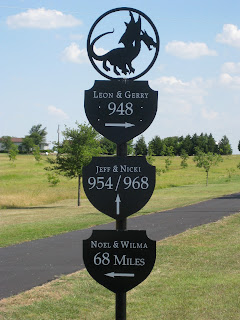 LEON & GERRY
948
JEFF & NICKI
954/968
NOEL & WILMA
68 MILES